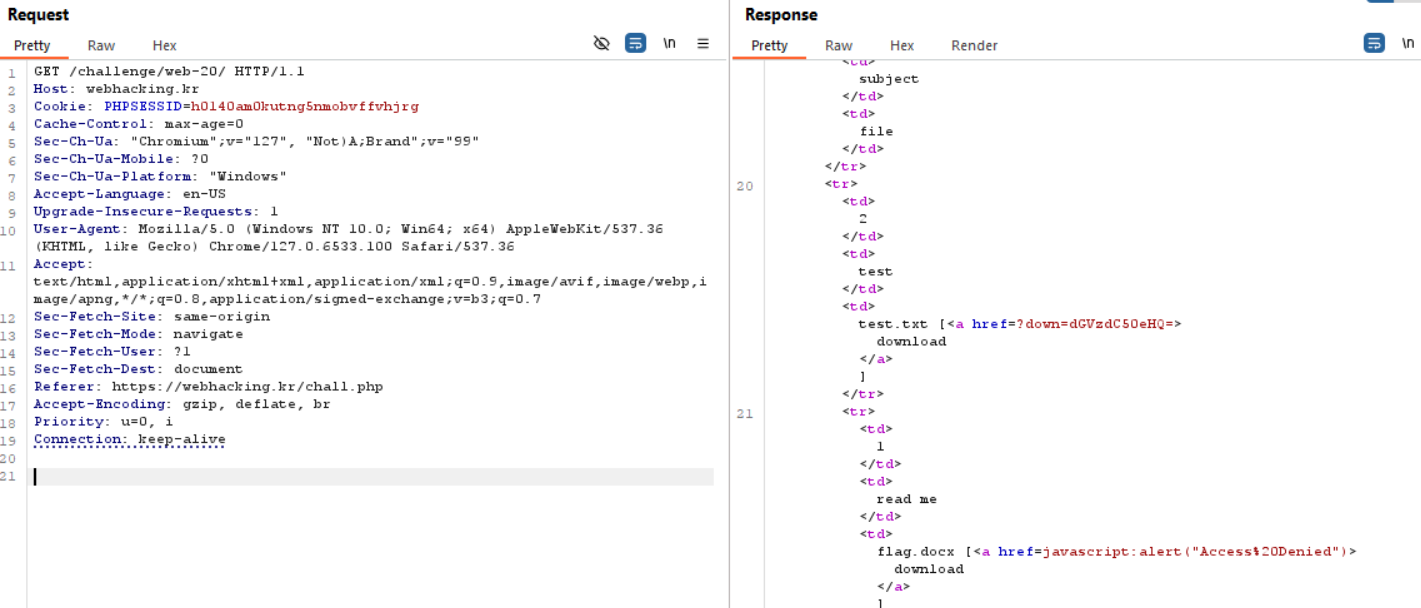 Request
Pretty Raw Hex
\n
1 GET /challenge/web-20/ HTTP/1.1
2 Host: webhacking.kr
3 Cookie: PHPSESSID=h0140am0kutng5nmobvffvhjrg
4 Cache-Control: max-age=0
5 Sec-Ch-Ua: "Chromium";v="127", "Not)A;Brand";v="99"
6 Sec-Ch-Ua-Mobile: ?0
7 Sec-Ch-Ua-Platform: "Windows"
8 Accept-Language: en-US
9 Upgrade-Insecure-Requests: 1
10 User-Agent: Mozilla/5.0 (Windows NT 10.0; Win64; x64) AppleWebKit/537.36
(KHTML, like Gecko) Chrome/127.0.6533.100 Safari/537.36
11 Accept:
text/html,application/xhtml+xml,application/xml;q=0.9,image/avif,image/webp,i
mage/apng,*/*;q=0.8,application/signed-exchange;v=b3;q=0.7
12 Sec-Fetch-Site: same-origin
13 Sec-Fetch-Mode: navigate
14 Sec-Fetch-User: ?1
15 Sec-Fetch-Dest: document
16 Referer: https://webhacking.kr/chall.php
17 Accept-Encoding: gzip, deflate, br
18 Priority: u=0, i
19 Connection: keep-alive
20
21
Response
Pretty Raw Hex Render
\n
<td>
subject
</td>
<td>
file
</td>
</tr>
20 <tr>
<td>
2
</td>
<td>
test
</td>
<td>
test.txt [<a href=?down=dGVzdC50eHQ=>
download
</a>
]
</tr>
21 <tr>
<td>
1
</td>
<td>
read me
</td>
<td>
flag.docx [<a href=javascript:alert("Access%20Denied")>
download
</a>
]